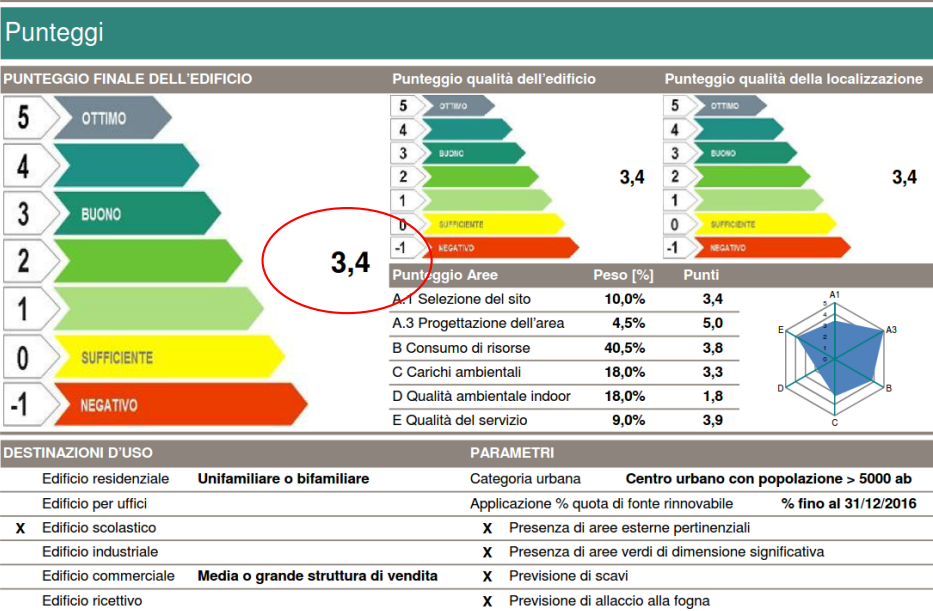 Punteggi
PUNTEGGIO FINALE DELL'EDIFICIO
5 OTTIMO
4
3 BUONO
2
1
0 SUFFICIENTE
-1 NEGATIVO
3,4
Punteggio qualità dell'edificio
5 OTTIMO
4
3 BUONO
2
1
0 SUFFICIENTE
-1 NEGATIVO
3,4
Punteggio qualità della localizzazione
5 OTTIMO
4
3 BUONO
2
1
0 SUFFICIENTE
-1 NEGATIVO
3,4
Punteggio Aree Peso [%] Punti
A.1 Selezione del sito 10,0% 3,4
A.3 Progettazione dell'area 4,5% 5,0
B Consumo di risorse 40,5% 3,8
C Carichi ambientali 18,0% 3,3
D Qualità ambientale indoor 18,0% 1,8
E Qualità del servizio 9,0% 3,9
A1
A3
B
C
D
E
5
4
3
2
1
0
DESTINAZIONI D'USO
Edificio residenziale Unifamiliare o bifamiliare
Edificio per uffici
X Edificio scolastico
Edificio industriale
Edificio commerciale Media o grande struttura di vendita
Edificio ricettivo
PARAMETRI
Categoria urbana Centro urbano con popolazione > 5000 ab
Applicazione % quota di fonte rinnovabile % fino al 31/12/2016
X Presenza di aree esterne pertinenziali
X Presenza di aree verdi di dimensione significativa
X Previsione di scavi
X Previsione di allaccio alla fogna